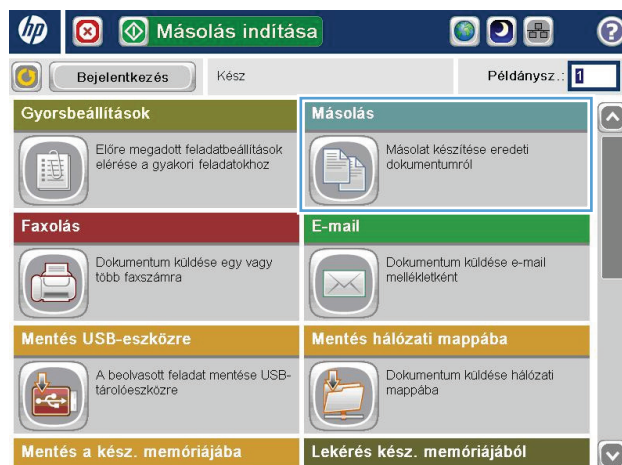 hp Másolás indítása ?
Bejelentkezés Kész Példánysz.: 1
Gyorsbeállítások
Előre megadott feladatbeállítások
elérése a gyakori feladatokhoz
Másolás
Másolat készítése eredeti
dokumentumról
Faxolás
Dokumentum küldése egy vagy
több faxszámra
E-mail
Dokumentum küldése e-mail
mellékletként
Mentés USB-eszközre
A beolvasott feladat mentése USB-
tárolóeszközre
Mentés hálózati mappába
Dokumentum küldése hálózati
mappába
Mentés a kész. memóriájába
Lekérés kész. memóriájából